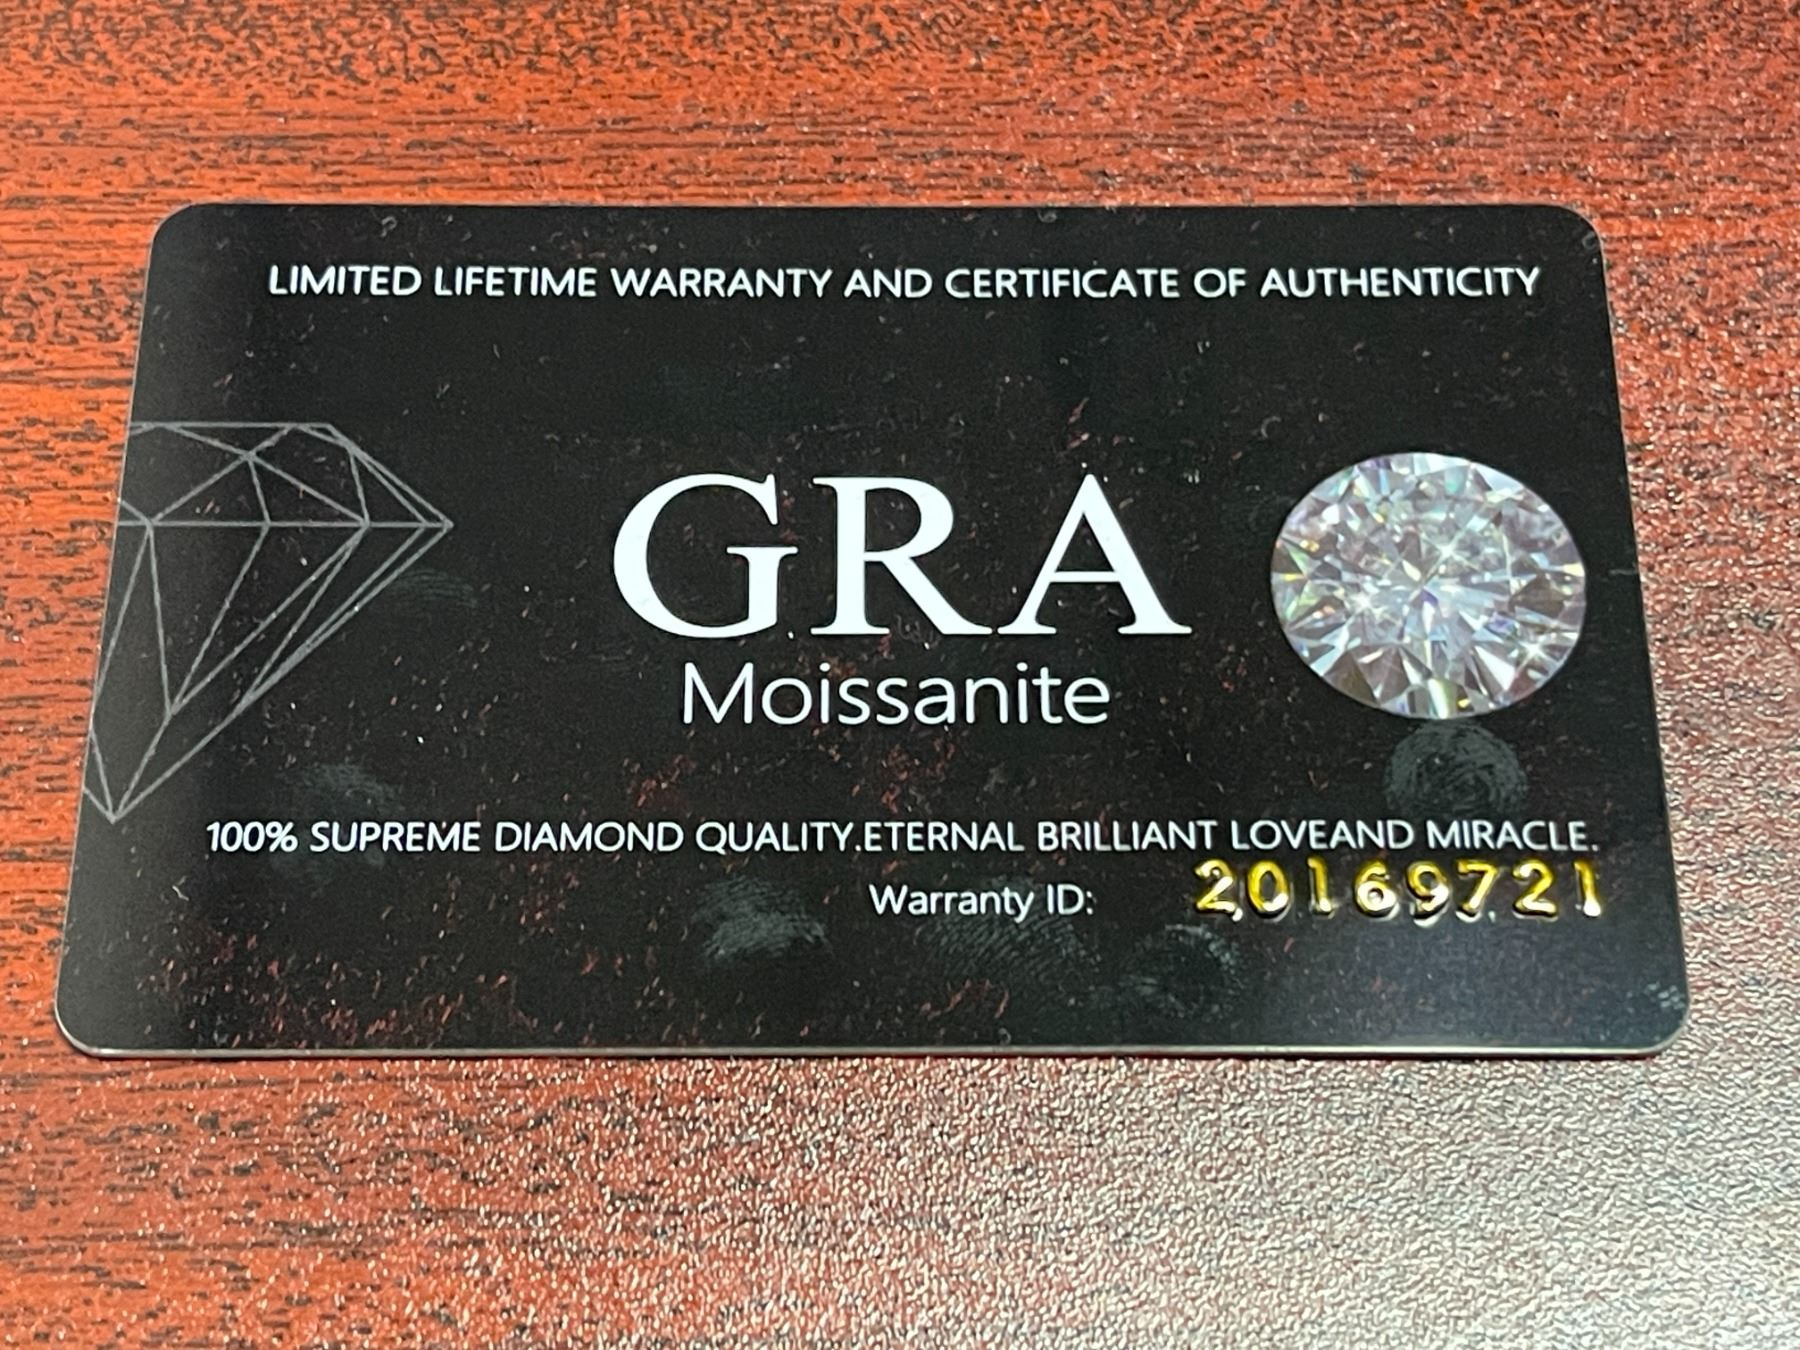 LIMITED LIFETIME WARRANTY AND CERTIFICATE OF AUTHENTICITY
GRA
Moissanite
100% SUPREME DIAMOND QUALITY.ETERNAL BRILLIANT LOVEAND MIRACLE.
Warranty ID: 20169721